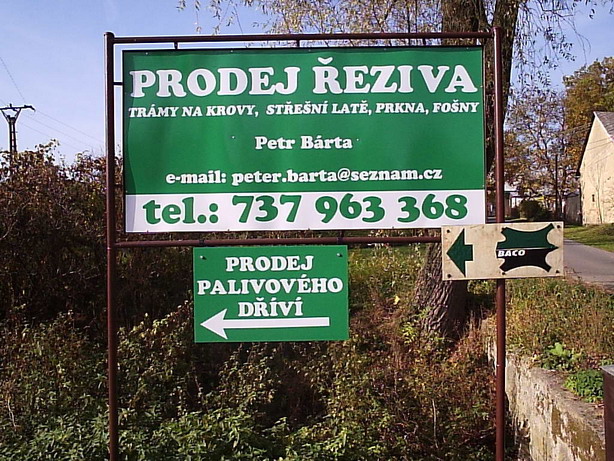 PRODEJ ŘEZIVA
TRÁMY NA KROVY, STŘEŠNÍ LATĚ, PRKNA, FOŠNY
Petr Bárta
e-mail: peter.barta@seznam.cz
tel.: 737 963 368
PRODEJ
PALIVOVÉHO
DŘÍVÍ
BACO